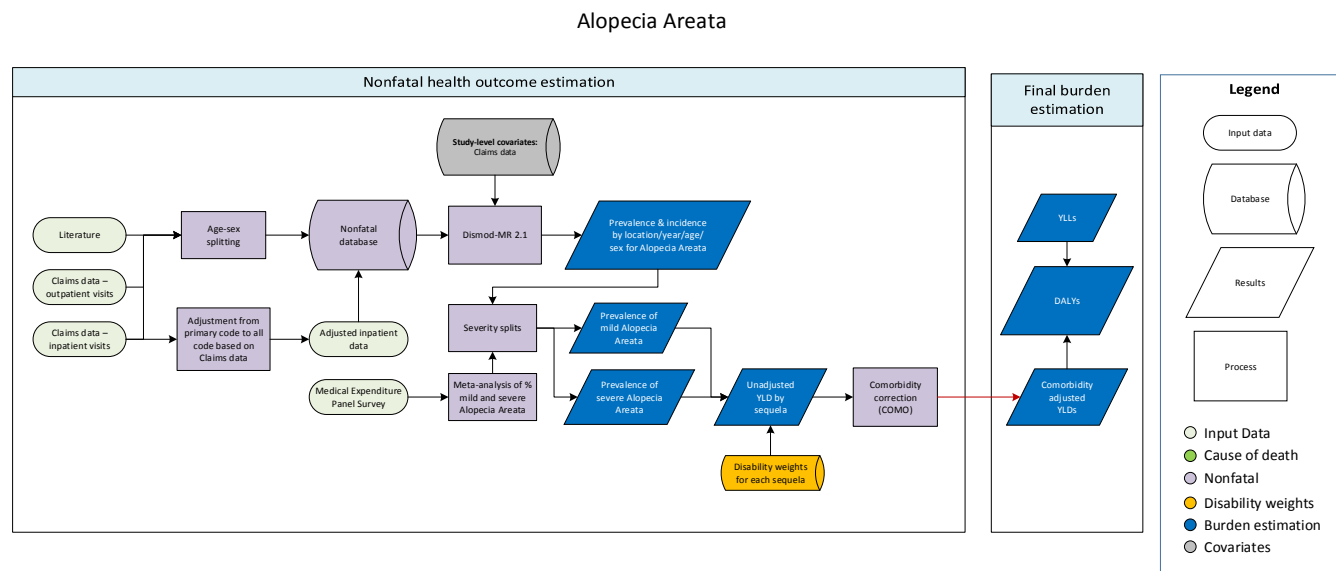 Alopecia Areata
Nonfatal health outcome estimation
Study-level covariates:
Claims data
Literature
Age-sex
splitting
Nonfatal
database
Dismod-MR 2.1
Prevalence & incidence
by location/year/age/
sex for Alopecia Areata
Claims data –
outpatient visits
Claims data –
inpatient visits
Adjustment from
primary code to all
code based on
Claims data
Adjusted inpatient
data
Severity splits
Prevalence of
mild Alopecia
Areata
Medical Expenditure
Panel Survey
Meta-analysis of %
mild and severe
Alopecia Areata
Prevalence of
severe Alopecia
Areata
Unadjusted
YLD by
sequela
Comorbidity
correction
(COMO)
Disability weights
for each sequela
Final burden
estimation
YLLs
DALYs
Comorbidity
adjusted
YLDs
Legend
Input data
Database
Results
Process
Input Data
Cause of death
Nonfatal
Disability weights
Burden estimation
Covariates